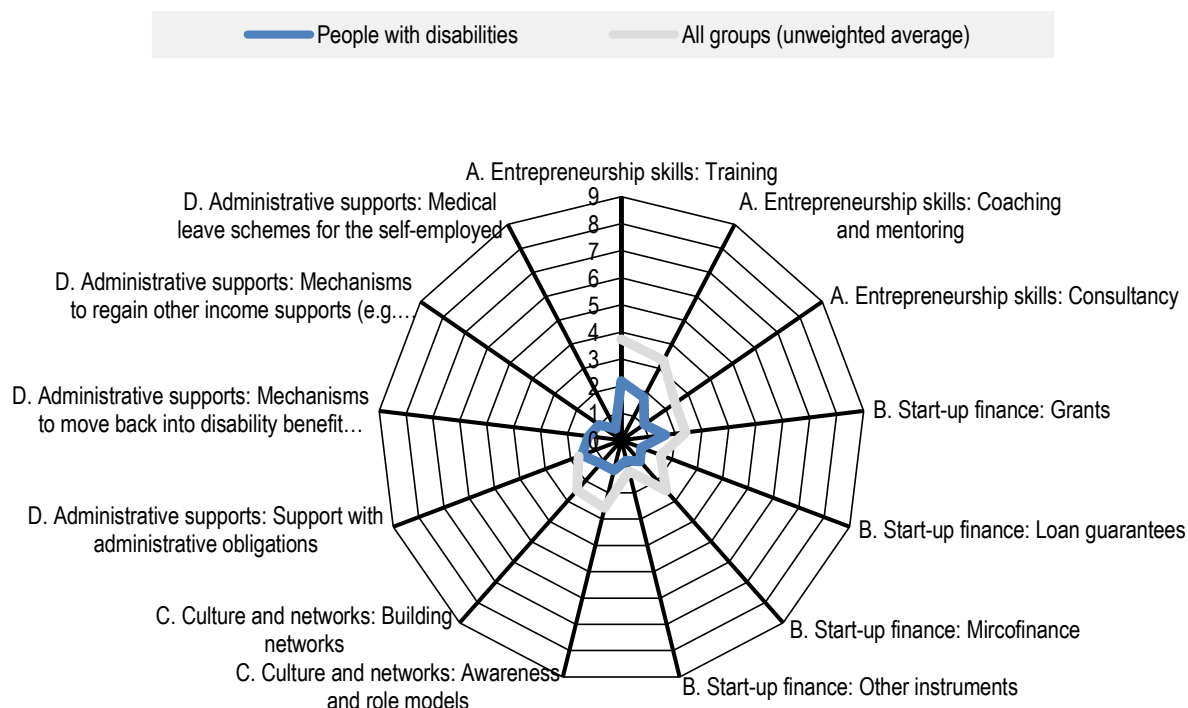 People with disabilities
All groups (unweighted average)
A. Entrepreneurship skills: Training
A. Entrepreneurship skills: Coaching
and mentoring
A. Entrepreneurship skills: Consultancy
B. Start-up finance: Grants
B. Start-up finance: Loan guarantees
B. Start-up finance: Mircofinance
B. Start-up finance: Other instruments
C. Culture and networks: Awareness
and role models
C. Culture and networks: Building
networks
D. Administrative supports: Support with
administrative obligations
D. Administrative supports: Mechanisms
to move back into disability benefit…
D. Administrative supports: Mechanisms
to regain other income supports (e.g.…
D. Administrative supports: Medical
leave schemes for the self-employed
9
8
7
6
5
4
3
2
1
0